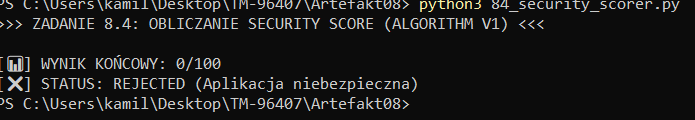 PS C:\Users\kamil\Desktop\TM-96407\Artefakt08> python3 84_security_scorer.py
>>> ZADANIE 8.4: OBLICZANIE SECURITY SCORE (ALGORITHM V1) <<<
[📊] WYNIK KOŃCOWY: 0/100
[❌] STATUS: REJECTED (Aplikacja niebezpieczna)
PS C:\Users\kamil\Desktop\TM-96407\Artefakt08>